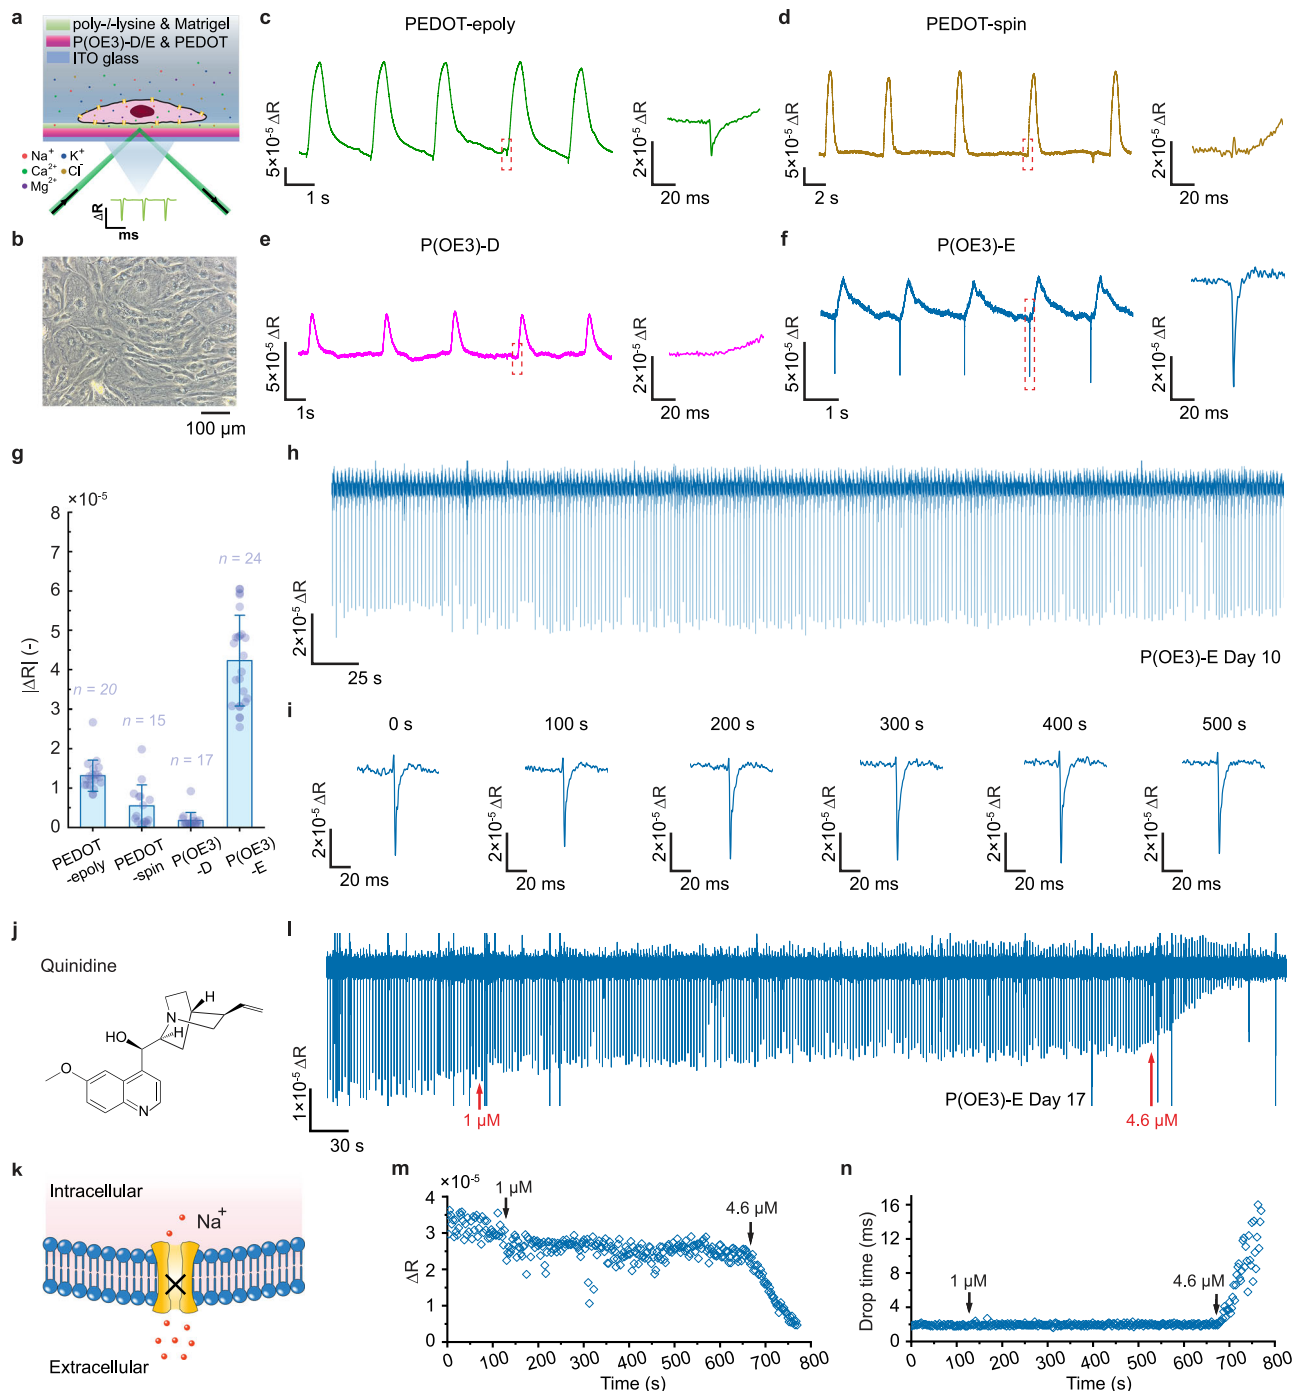 a
poly-l-lysine & Matrigel
P(OE3)-D/E & PEDOT
ITO glass
Na+
K+
Ca2+
Cl-
Mg2+
ΔR
ms
b
100 µm
c
PEDOT-epoly
5×10-5 ΔR
1 s
2×10-5 ΔR
20 ms
d
PEDOT-spin
5×10-5 ΔR
2 s
2×10-5 ΔR
20 ms
e
P(OE3)-D
5×10-5 ΔR
1s
2×10-5 ΔR
20 ms
f
P(OE3)-E
5×10-5 ΔR
1 s
2×10-5 ΔR
20 ms
g
×10-5
|ΔR| (-)
8
7
6
5
4
3
2
1
0
n = 20
n = 15
n = 17
n = 24
PEDOT
-epoly
PEDOT
-spin
P(OE3)
-D
P(OE3)
-E
h
2×10-5 ΔR
25 s
P(OE3)-E Day 10
i
0 s
100 s
200 s
300 s
400 s
500 s
2×10-5 ΔR
20 ms
2×10-5 ΔR
20 ms
2×10-5 ΔR
20 ms
2×10-5 ΔR
20 ms
2×10-5 ΔR
20 ms
2×10-5 ΔR
20 ms
j
Quinidine
H
N
H
HO
O
N
l
1×10-5 ΔR
30 s
1 µM
P(OE3)-E Day 17
4.6 µM
k
Intracellular
Na+
Extracellular
m
×10-5
ΔR
4
3
2
1
0
1 µM
4.6 µM
0 100 200 300 400 500 600 700 800
Time (s)
n
Drop time (ms)
16
12
8
4
0
1 µM
4.6 µM
0 100 200 300 400 500 600 700 800
Time (s)